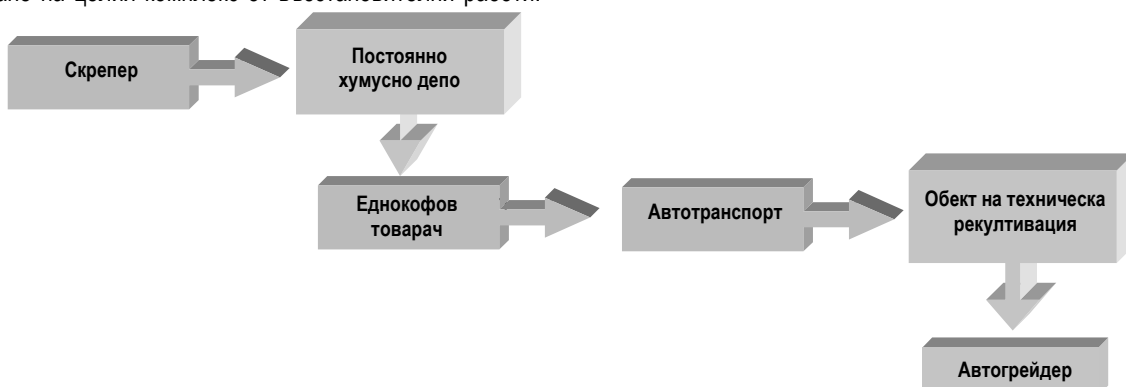 на целия комплекс от възстановителни работи.
Скрепер
Постоянно
хумусно депо
Еднокофов
товарач
Автотранспорт
Обект на техническа
рекултивация
Автогрейдер